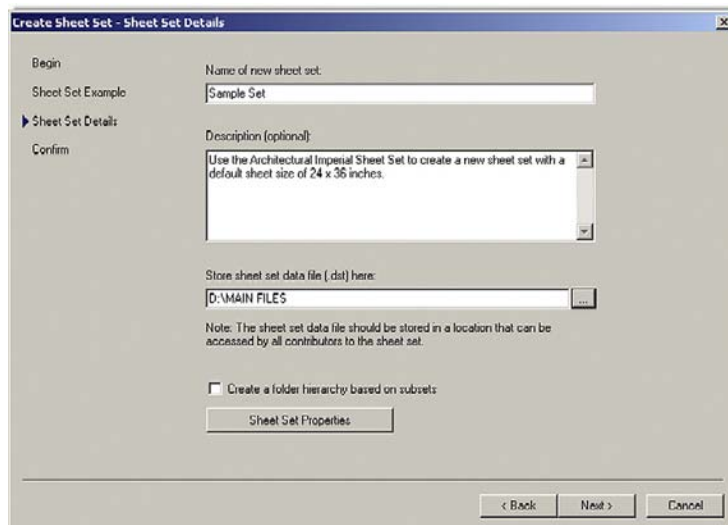 Create Sheet Set - Sheet Set Details
Begin
Sheet Set Example
Sheet Set Details
Confirm
Name of new sheet set:
Sample Set
Description (optional):
Use the Architectural Imperial Sheet Set to create a new sheet set with a
default sheet size of 24 x 36 inches.
Store sheet set data file (.dst) here:
D:\MAIN FILES
...
Note: The sheet set data file should be stored in a location that can be
accessed by all contributors to the sheet set.
Create a folder hierarchy based on subsets
Sheet Set Properties
< Back
Next >
Cancel